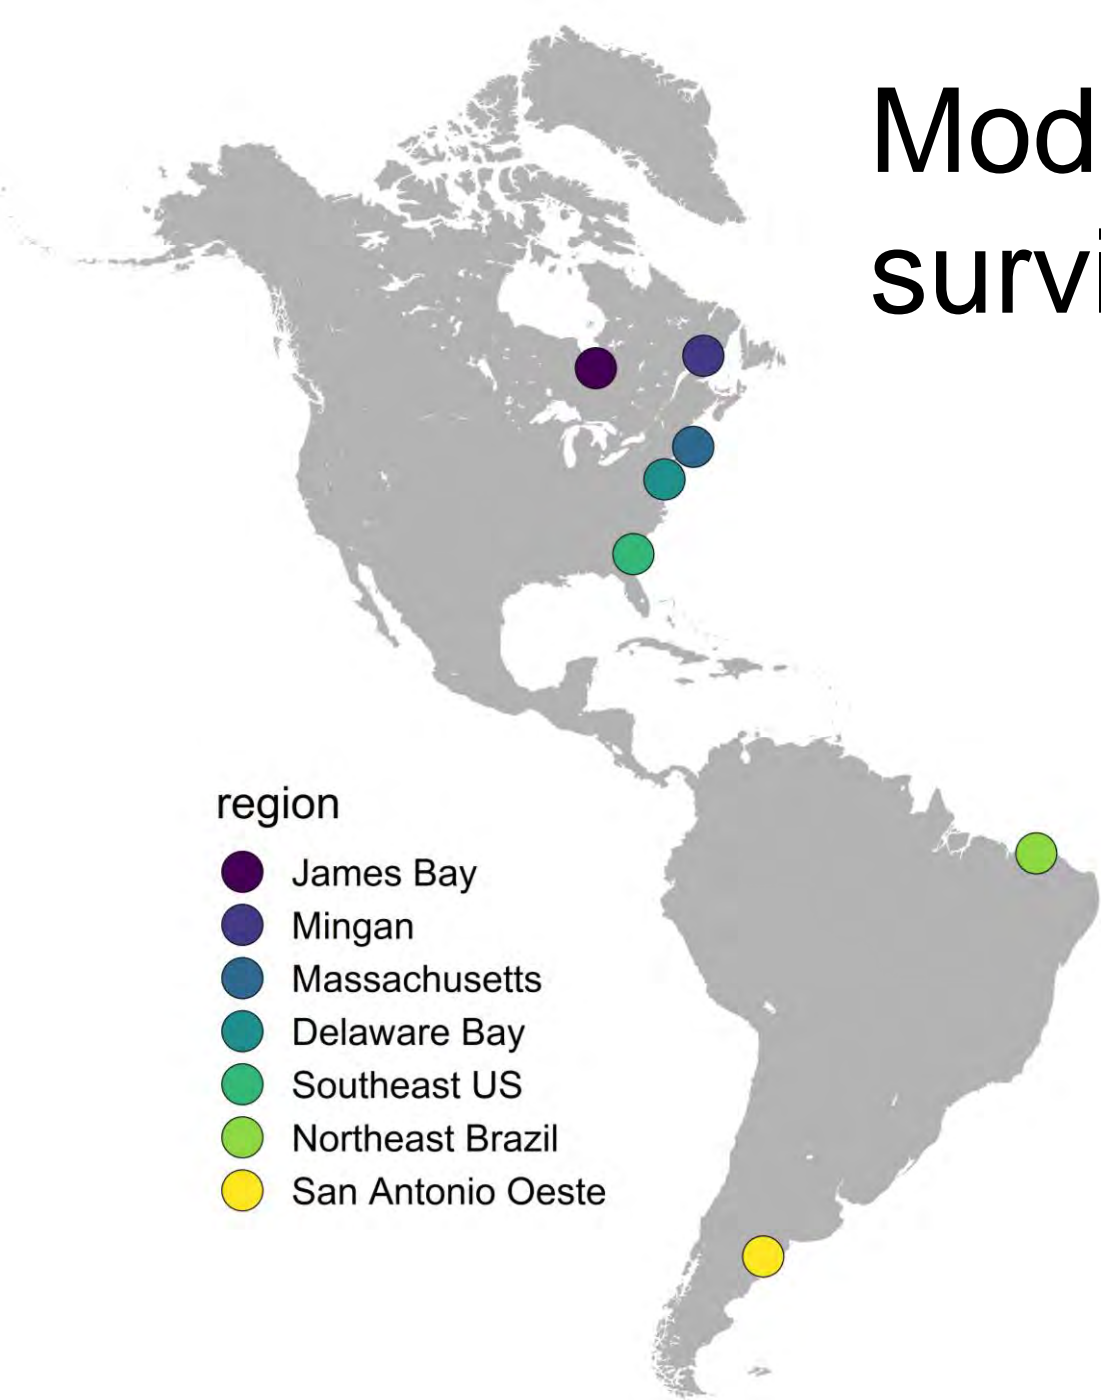 Mod
survi
region
James Bay
Mingan
Massachusetts
Delaware Bay
Southeast US
Northeast Brazil
San Antonio Oeste